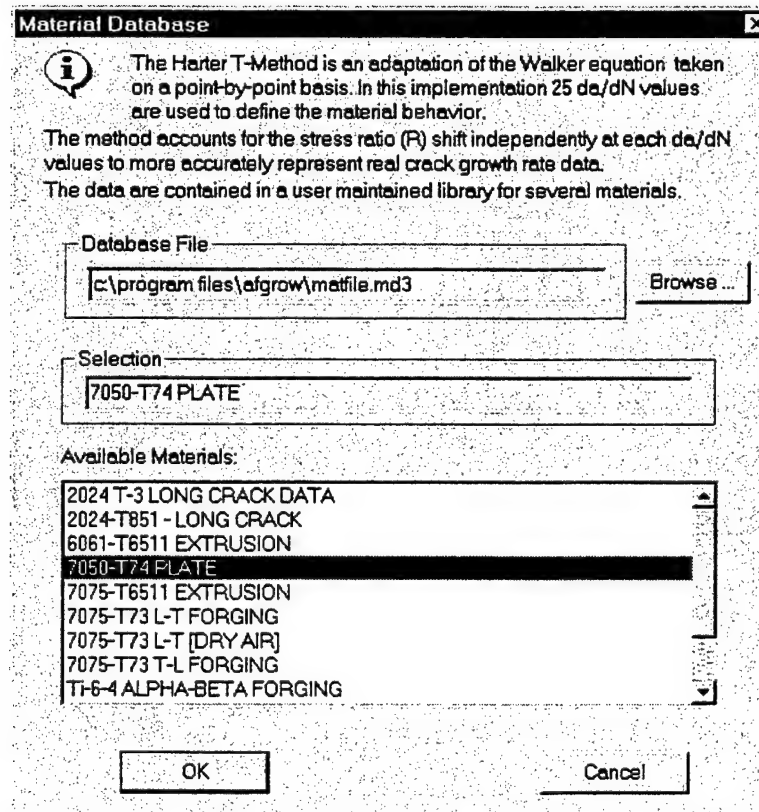 Material Database
The Harter T-Method is an adaptation of the Walker equation taken
on a point-by-point basis. In this implementation 25 da/dN values
are used to define the material behavior.
The method accounts for the stress ratio (R) shift independently at each da/dN
values to more accurately represent real crack growth rate data.
The data are contained in a user maintained library for several materials.
Database File
c:\program files\afgrow\matfile.md3
Browse ...
Selection
7050-T74 PLATE
Available Materials:
2024 T-3 LONG CRACK DATA
2024-T851 - LONG CRACK
6061-T6511 EXTRUSION
7050-T74 PLATE
7075-T6511 EXTRUSION
7075-T73 L-T FORGING
7075-T73 L-T [DRY AIR]
7075-T73 T-L FORGING
Ti-6-4 ALPHA-BETA FORGING
OK
Cancel